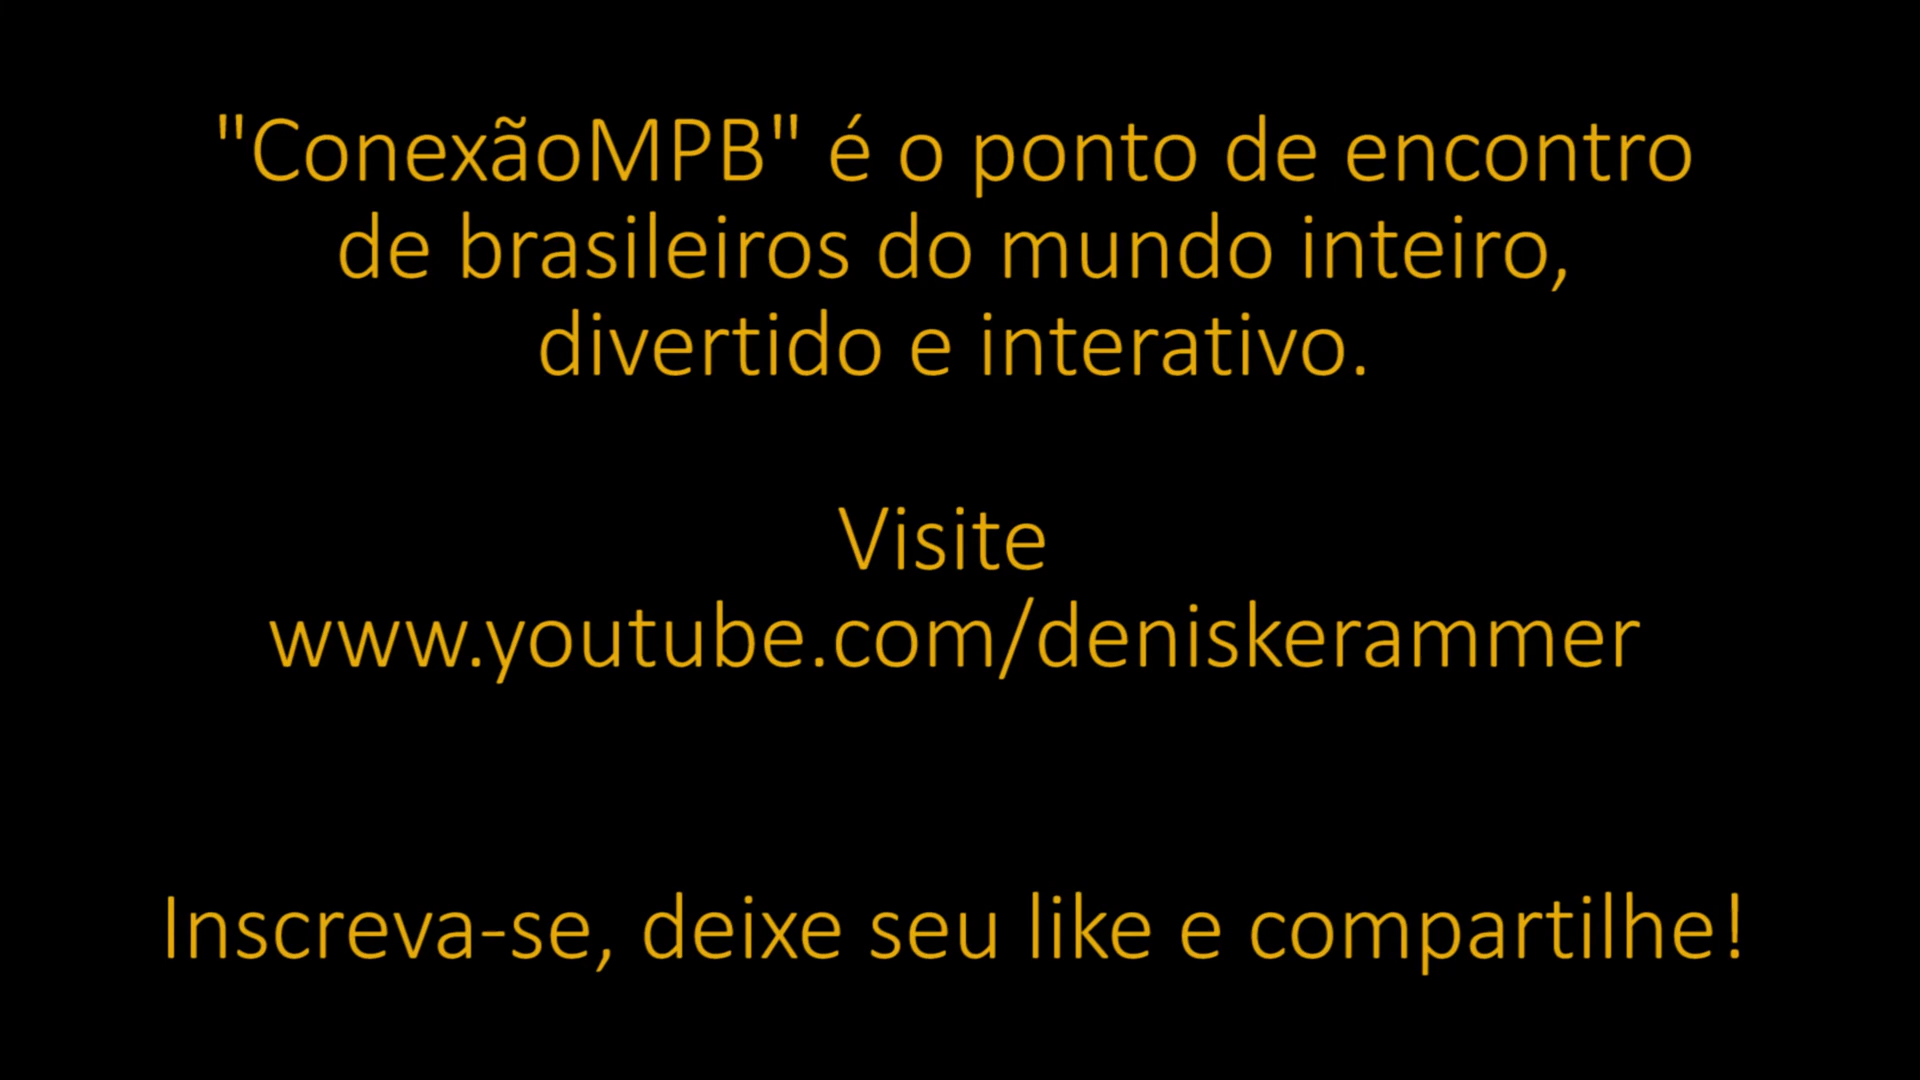 "ConexãoMPB" é o ponto de encontro
de brasileiros do mundo inteiro,
divertido e interativo.
Visite
www.youtube.com/deniskerammer
Inscreva-se, deixe seu like e compartilhe!